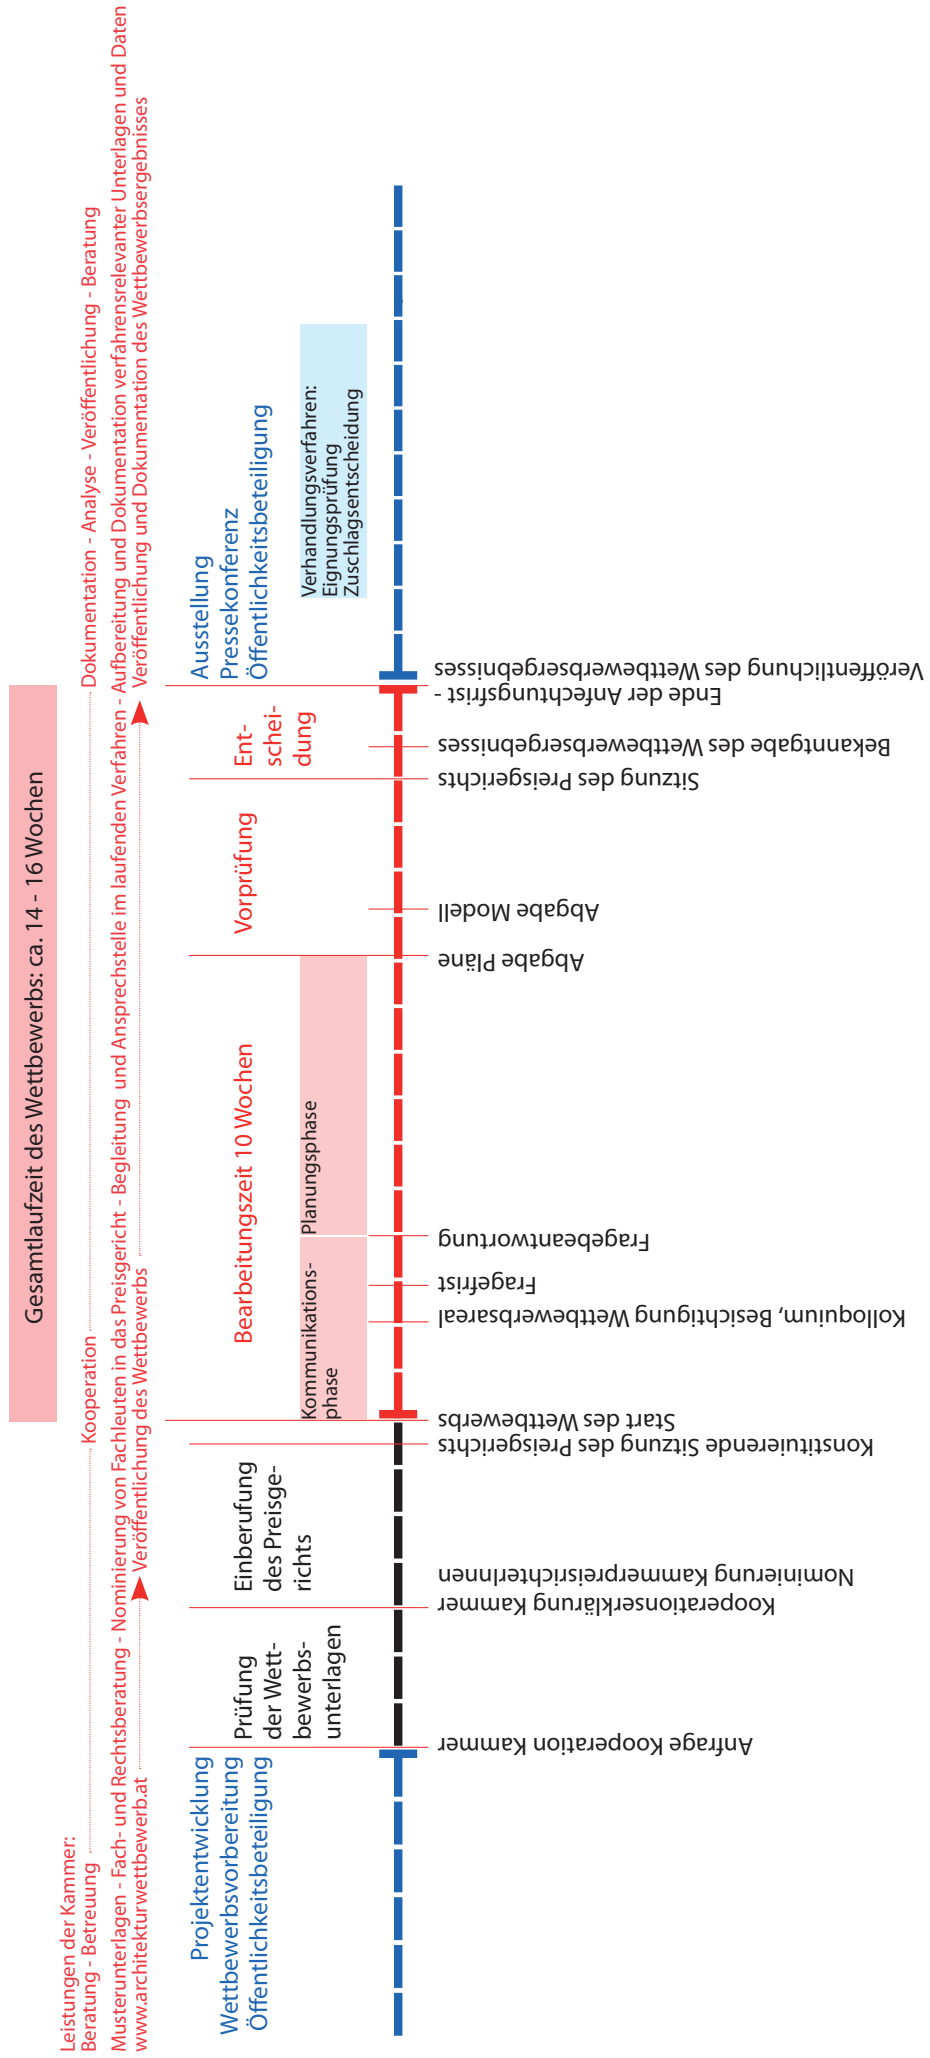 Gesamtlaufzeit des Wettbewerbs: ca. 14 - 16 Wochen
Leistungen der Kammer:
Beratung - Betreuung Kooperation Dokumentation - Analyse - Veröffentlichung - Beratung
Musterunterlagen - Fach- und Rechtsberatung - Nominierung von Fachleuten in das Preisgericht - Begleitung und Ansprechstelle im laufenden Verfahren - Aufbereitung und Dokumentation verfahrensrelevanter Unterlagen und Daten
www.architekturwettbewerb.at Veröffentlichung des Wettbewerbs Veröffentlichung und Dokumentation des Wettbewerbsergebnisses
Projektentwicklung
Wettbewerbsvorbereitung
Öffentlichkeitsbeteiligung
Prüfung
der Wett-
bewerbs-
unterlagen
Einberufung
des Preisge-
richts
Bearbeitungszeit 10 Wochen
Kommunikations-
phase
Planungsphase
Vorprüfung
Ent-
schei-
dung
Ausstellung
Pressekonferenz
Öffentlichkeitsbeteiligung
Verhandlungsverfahren:
Eignungsprüfung
Zuschlagsentscheidung
Anfrage Kooperation Kammer
Kooperationserklärung Kammer
Nominierung KammerpreisrichterInnen
Konstituierende Sitzung des Preisgerichts
Start des Wettbewerbs
Kolloquium, Besichtigung Wettbewerbsareal
Fragefrist
Fragebeantwortung
Abgabe Pläne
Abgabe Modell
Sitzung des Preisgerichts
Bekanntgabe des Wettbewerbsergebnisses
Ende der Anfechtungsfrist -
Veröffentlichung des Wettbewerbsergebnisses